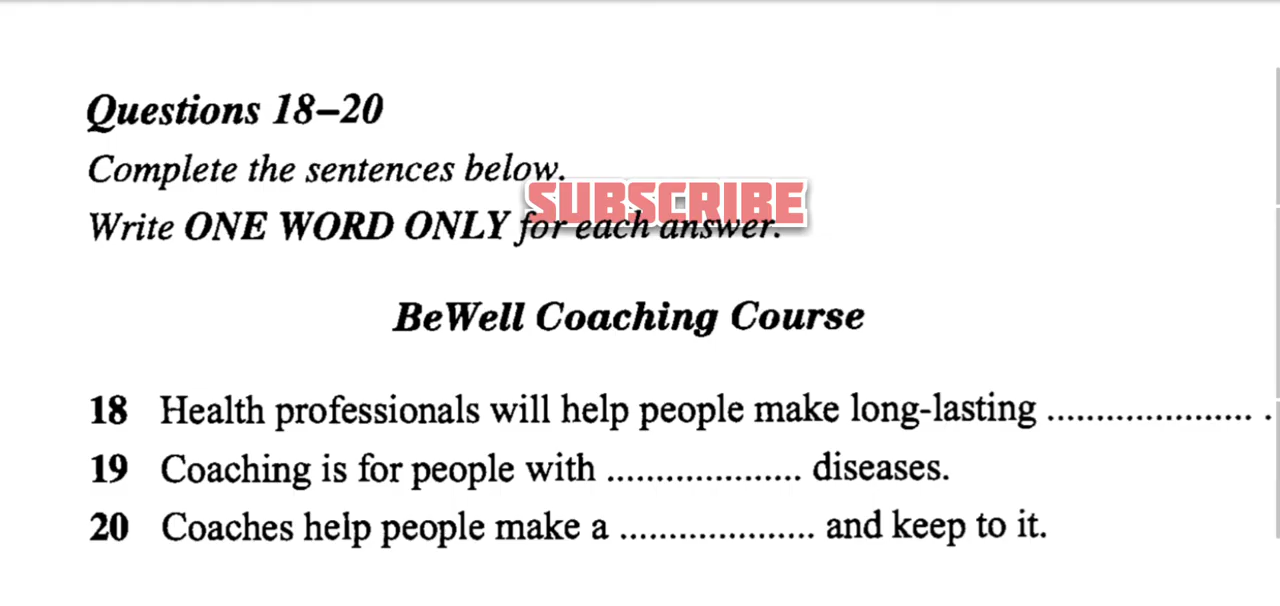 Questions 18–20
Complete the sentences below.
SUBSCRIBE
Write ONE WORD ONLY for each answer.
BeWell Coaching Course
18 Health professionals will help people make long-lasting ..................... .
19 Coaching is for people with .................... diseases.
20 Coaches help people make a .................... and keep to it.